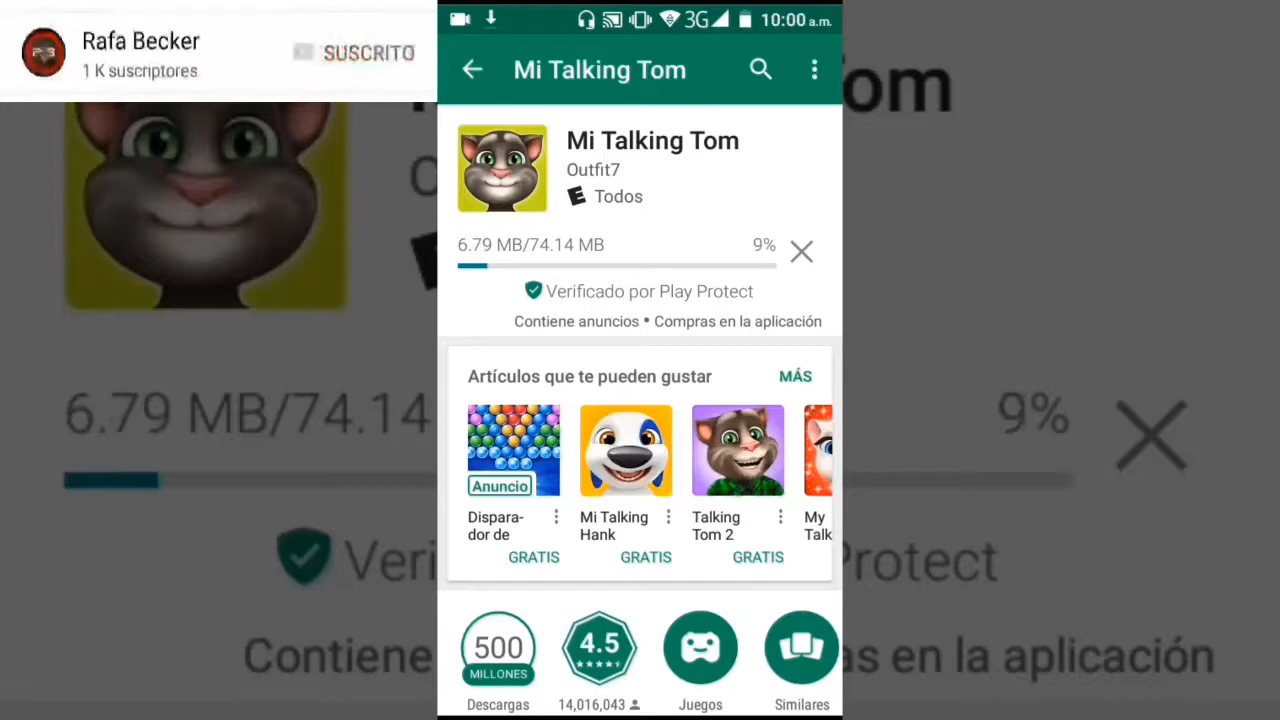 Rafa Becker
1 K suscriptores
SUSCRITO
3G 10:00 a.m.
Mi Talking Tom
Mi Talking Tom
Outfit7
E Todos
6.79 MB/74.14 MB 9%
Verificado por Play Protect
Contiene anuncios • Compras en la aplicación
Artículos que te pueden gustar MÁS
Anuncio
Dispara-
dor de
GRATIS
Mi Talking
Hank
GRATIS
Talking
Tom 2
GRATIS
My
Talk
500
MILLONES
Descargas
4.5
14,016,043
Juegos
Similares
om
6.79 MB/74.14 9%
Veri Protect
Contiene as en la aplicación